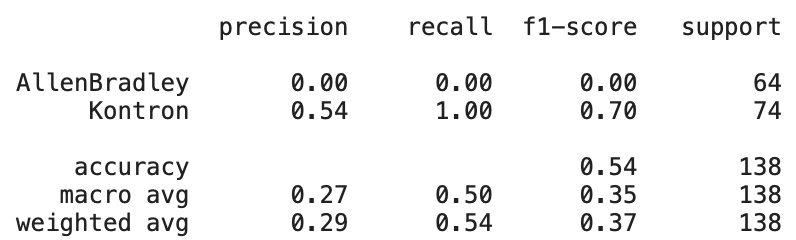 precision recall f1-score support
AllenBradley 0.00 0.00 0.00 64
Kontron 0.54 1.00 0.70 74
accuracy 0.54 138
macro avg 0.27 0.50 0.35 138
weighted avg 0.29 0.54 0.37 138